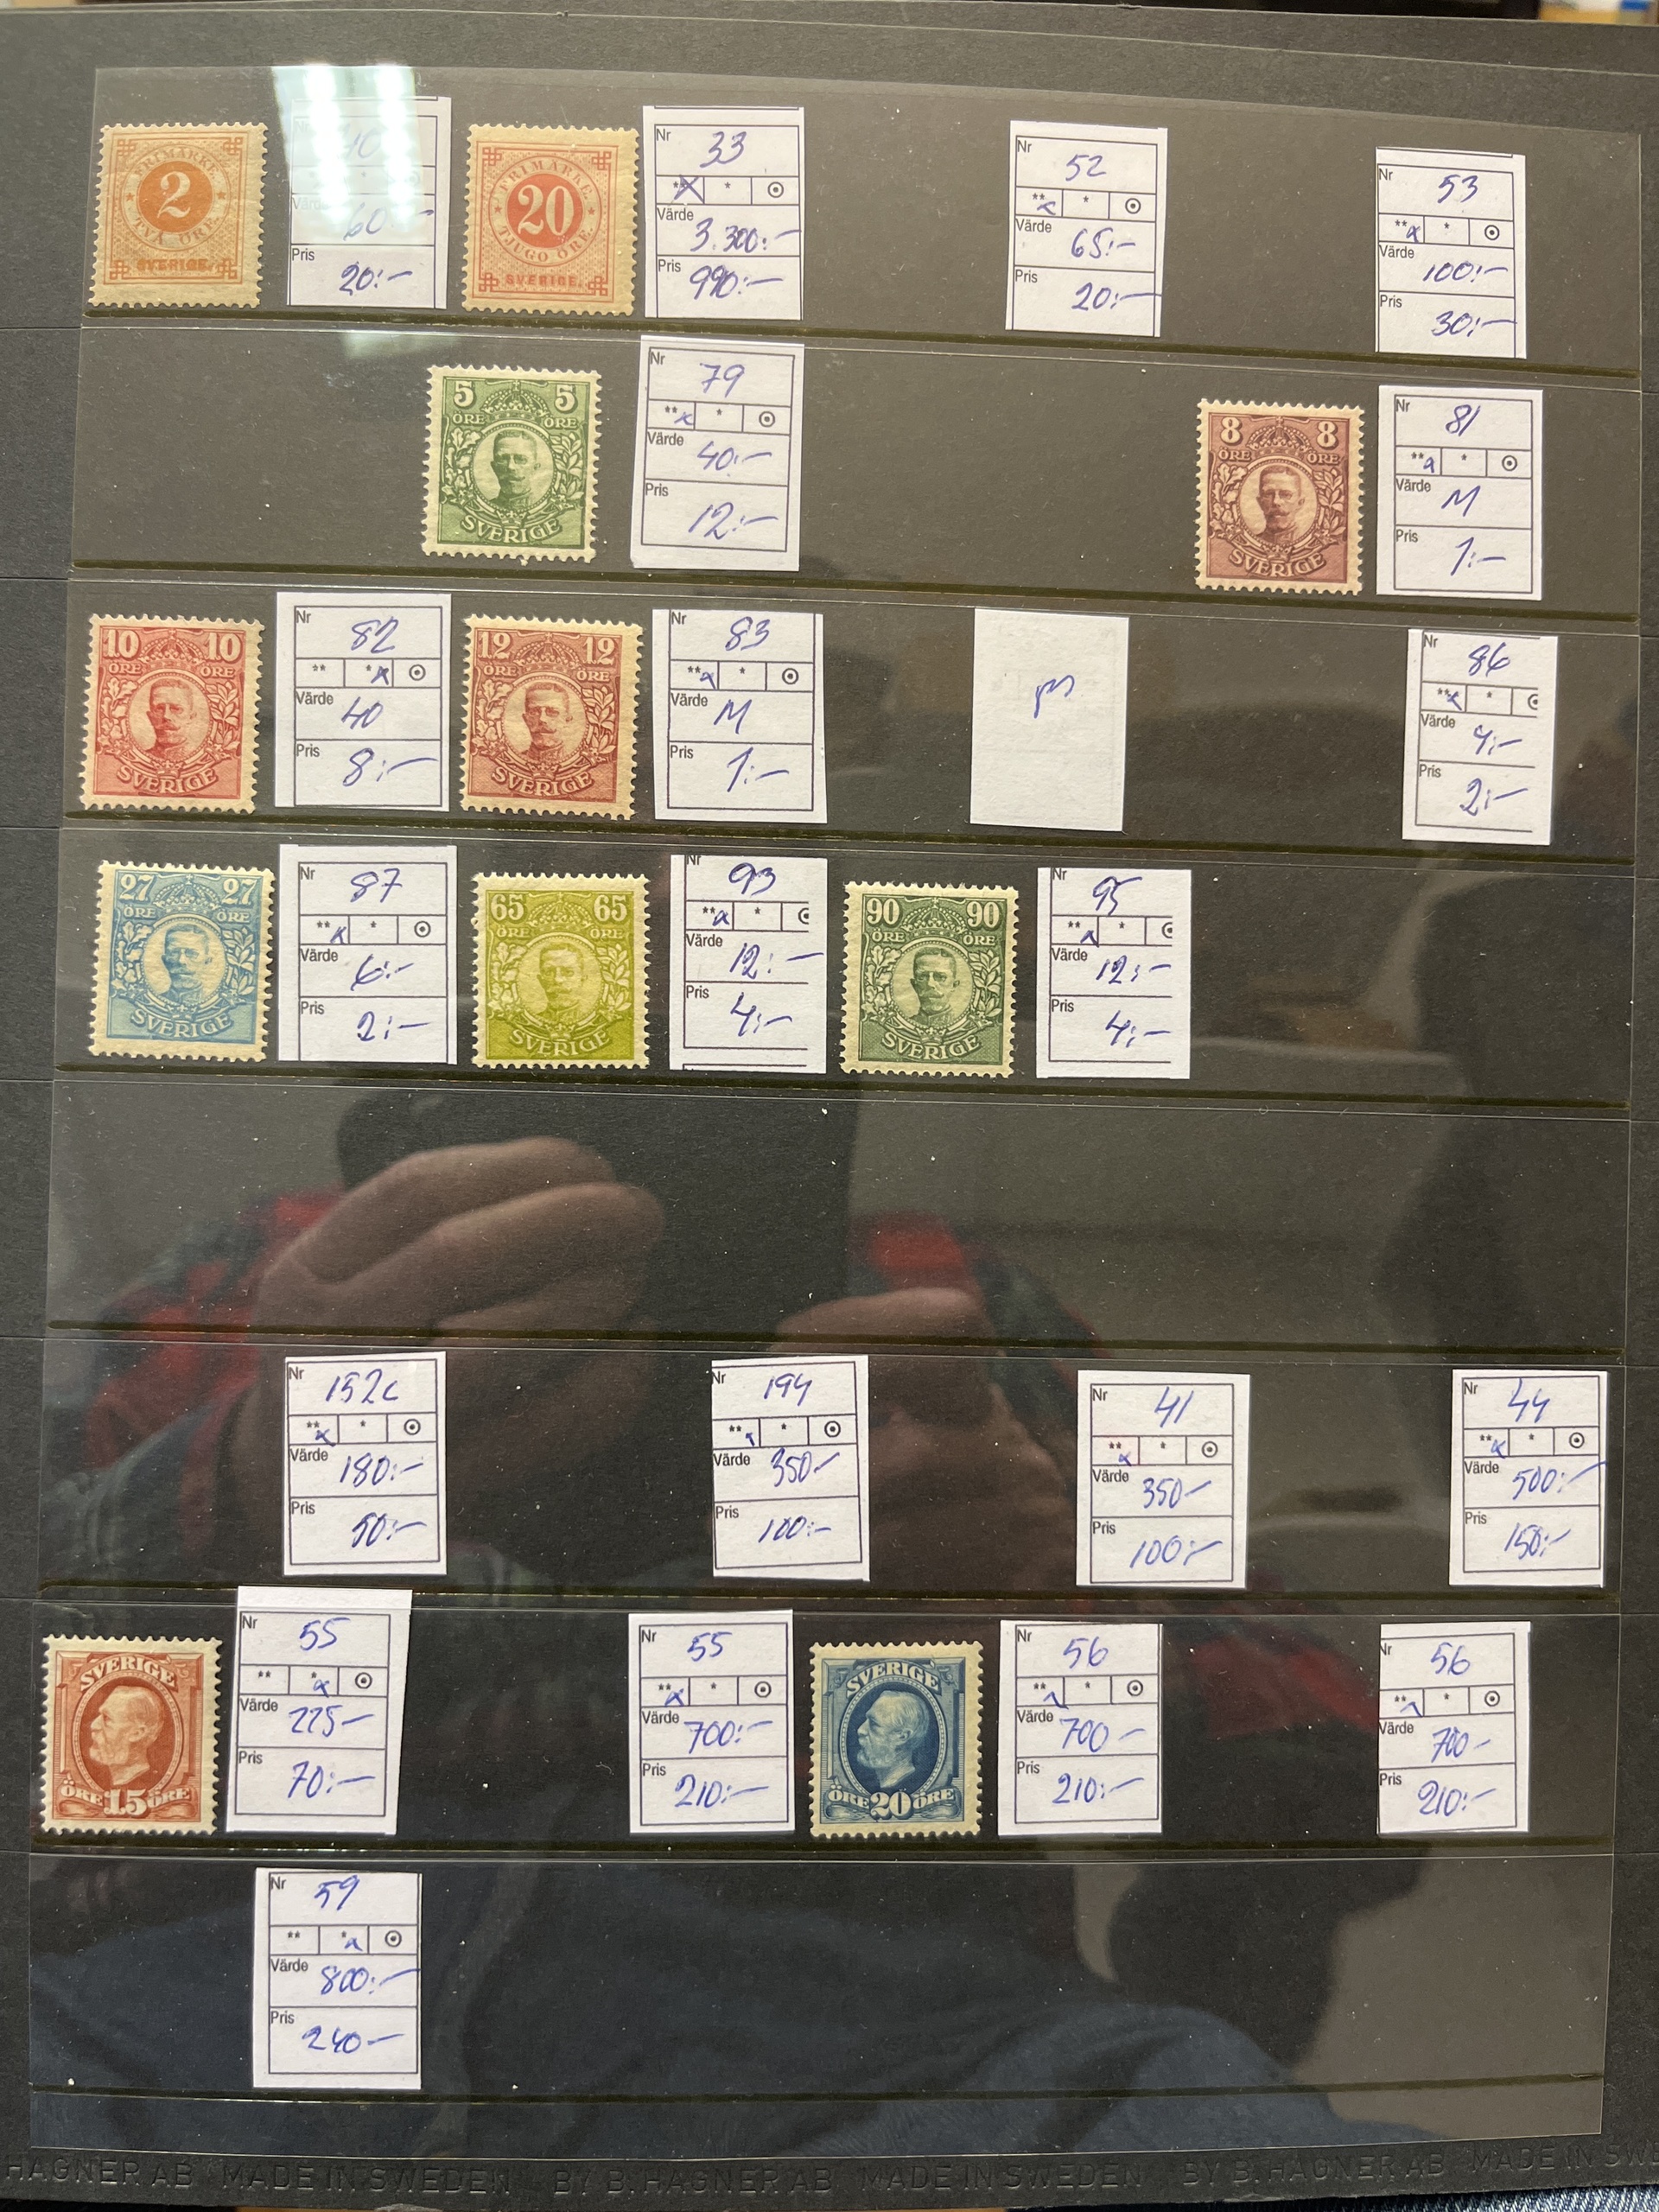 FRIMÄRKE
2
TVÅ ÖRE.
SVERIGE.
Nr
Värde 60:-
Pris
20:-
FRIMÄRKE
20
TJUGO ÖRE.
SVERIGE.
Nr 33
** x * ⊙
Värde
3.300:-
Pris
990:-
Nr 52
** x * ⊙
Värde
65:-
Pris
20:-
Nr 53
** x * ⊙
Värde
100:-
Pris
30:-
5 5
ÖRE ÖRE
SVERIGE
Nr 79
** x * ⊙
Värde
40:-
Pris
12:-
8 8
ÖRE ÖRE
SVERIGE
Nr 81
** x * ⊙
Värde
M
Pris
1:-
10 10
ÖRE ÖRE
SVERIGE
Nr 82
** * x ⊙
Värde
40
Pris
8:-
12 12
ÖRE ÖRE
SVERIGE
Nr 83
** x * ⊙
Värde
M
Pris
1:-
Nr 86
** x * ⊙
Värde
4:-
Pris
2:-
27 27
ÖRE ÖRE
SVERIGE
Nr 87
** x * ⊙
Värde
6:-
Pris
2:-
65 65
ÖRE ÖRE
SVERIGE
Nr 93
** x * ⊙
Värde
12:-
Pris
4:-
90 90
ÖRE ÖRE
SVERIGE
Nr 95
** x * ⊙
Värde
12:-
Pris
4:-
Nr 152c
** x * ⊙
Värde
180:-
Pris
50:-
Nr 194
** x * ⊙
Värde 350-
Pris
100:-
Nr 41
** x * ⊙
Värde
350-
Pris
100:-
Nr 44
** x * ⊙
Värde
500:-
Pris
150:-
SVERIGE
ÖRE 15 ÖRE
Nr 55
** * x ⊙
Värde
225-
Pris
70:-
Nr 55
** x * ⊙
Värde
700:-
Pris
210:-
SVERIGE
ÖRE 20 ÖRE
Nr 56
** x * ⊙
Värde
700-
Pris
210:-
Nr 56
** x * ⊙
Värde
700-
Pris
210:-
Nr 59
** * x ⊙
Värde
800:-
Pris
240-
HAGNER AB MADE IN SWEDEN BY B. HAGNER AB MADE IN SWEDEN BY B. HAGNER AB MADE IN SWE